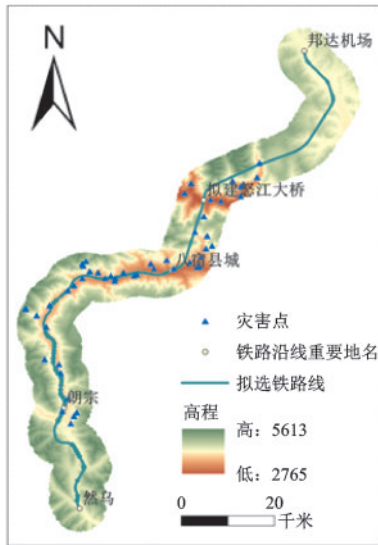 N
邦达机场
拟建怒江大桥
八宿县城
灾害点
铁路沿线重要地名
拟选铁路线
朗宗
高程
高：5613
低：2765
然乌
0 20
千米